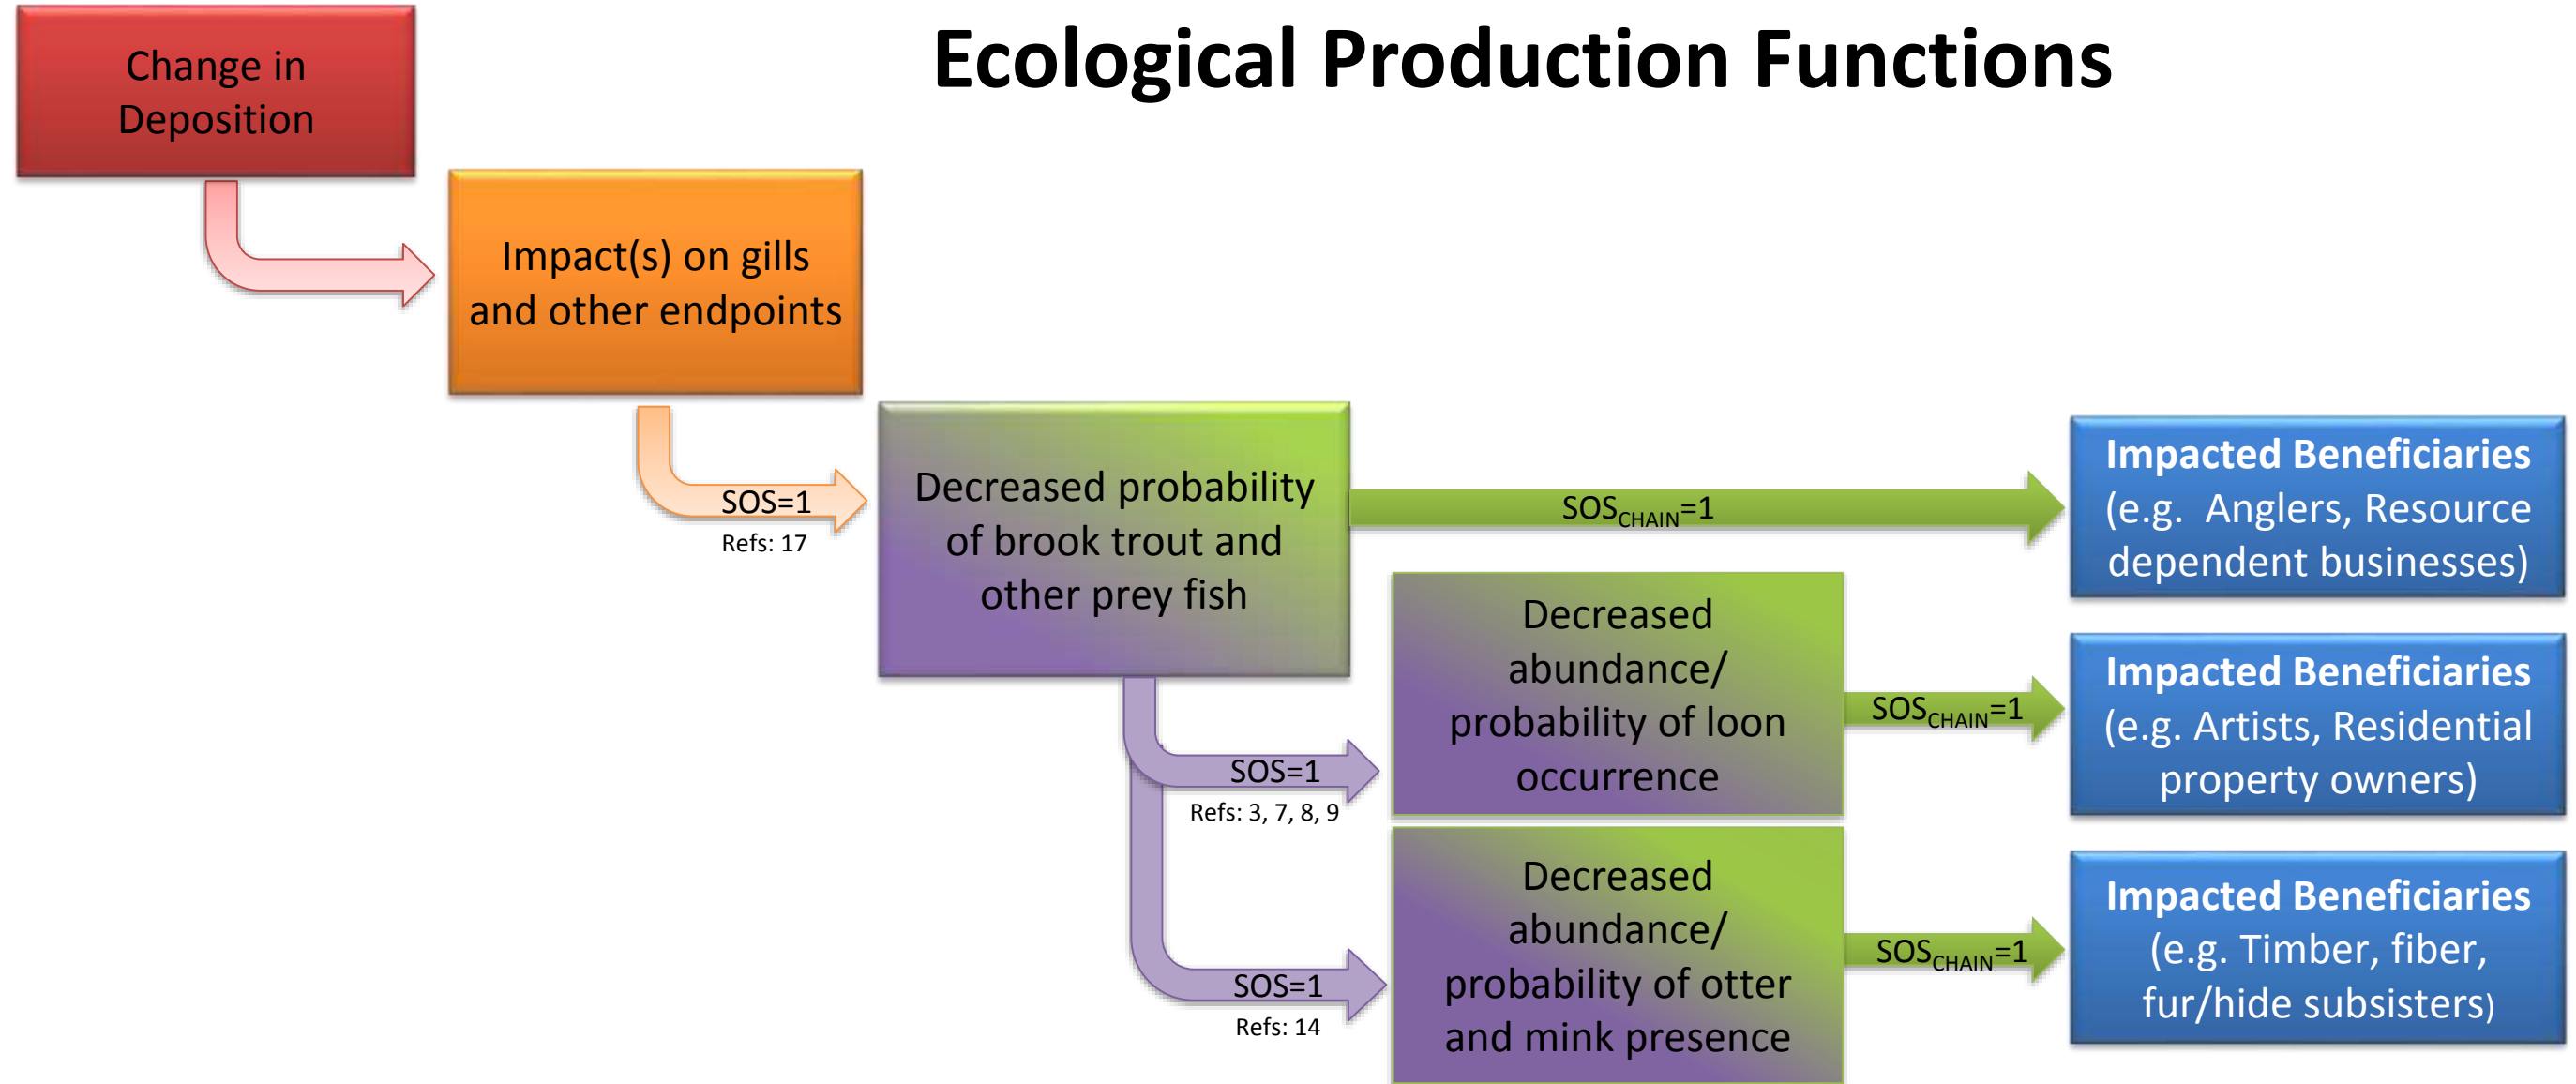 Ecological Production Functions
Change in
Deposition
Impact(s) on gills
and other endpoints
SOS=1
Refs: 17
Decreased probability
of brook trout and
other prey fish
SOS_CHAIN=1
Impacted Beneficiaries
(e.g. Anglers, Resource
dependent businesses)
SOS=1
Refs: 3, 7, 8, 9
Decreased
abundance/
probability of loon
occurrence
SOS_CHAIN=1
Impacted Beneficiaries
(e.g. Artists, Residential
property owners)
SOS=1
Refs: 14
Decreased
abundance/
probability of otter
and mink presence
SOS_CHAIN=1
Impacted Beneficiaries
(e.g. Timber, fiber,
fur/hide subsisters)